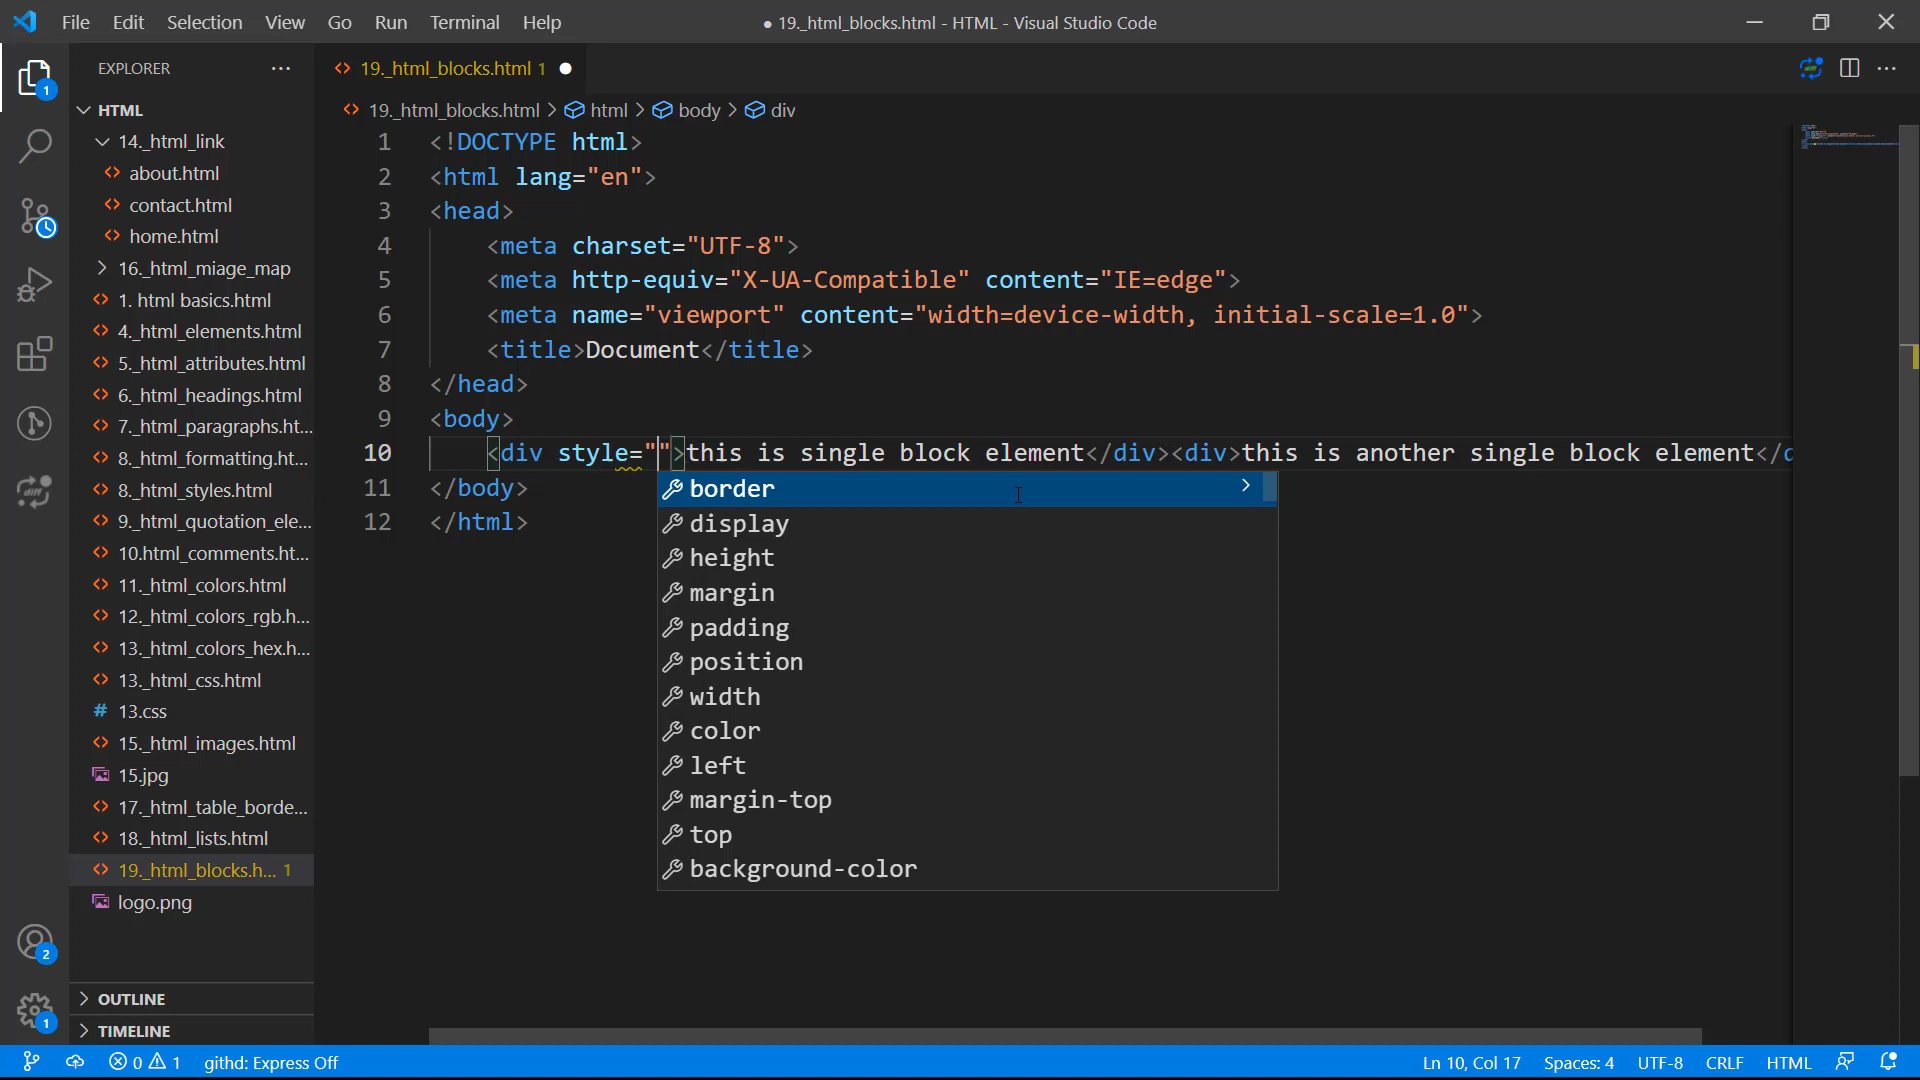 File Edit Selection View Go Run Terminal Help
● 19._html_blocks.html - HTML - Visual Studio Code
EXPLORER
HTML
14._html_link
about.html
contact.html
home.html
16._html_miage_map
1. html basics.html
4._html_elements.html
5._html_attributes.html
6._html_headings.html
7._html_paragraphs.ht...
8._html_formatting.ht...
8._html_styles.html
9._html_quotation_ele...
10.html_comments.ht...
11._html_colors.html
12._html_colors_rgb.h...
13._html_colors_hex.h...
13._html_css.html
# 13.css
15._html_images.html
15.jpg
17._html_table_borde...
18._html_lists.html
19._html_blocks.h... 1
logo.png
OUTLINE
TIMELINE
1
2
1
19._html_blocks.html 1
19._html_blocks.html > html > body > div
1 <!DOCTYPE html>
2 <html lang="en">
3 <head>
4 <meta charset="UTF-8">
5 <meta http-equiv="X-UA-Compatible" content="IE=edge">
6 <meta name="viewport" content="width=device-width, initial-scale=1.0">
7 <title>Document</title>
8 </head>
9 <body>
10 <div style="">this is single block element</div><div>this is another single block element</d
11 </body>
12 </html>
border
display
height
margin
padding
position
width
color
left
margin-top
top
background-color
0 1 githd: Express Off
Ln 10, Col 17 Spaces: 4 UTF-8 CRLF HTML